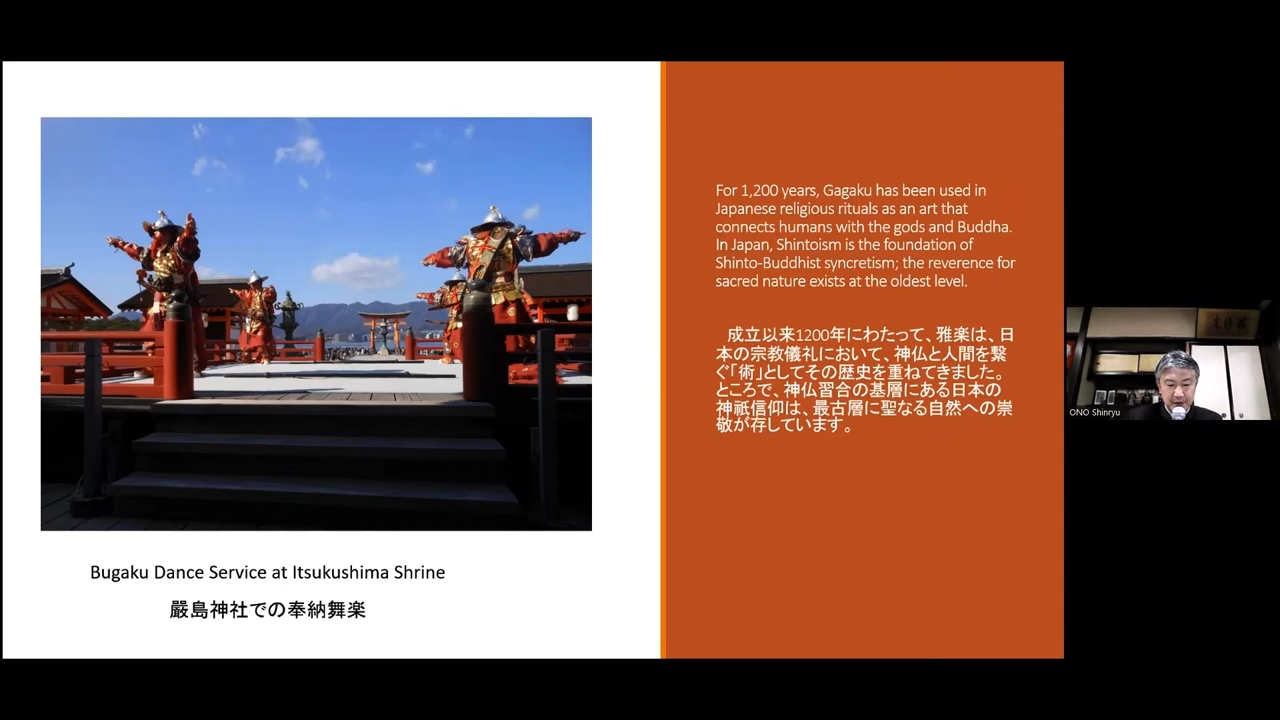 For 1,200 years, Gagaku has been used in
Japanese religious rituals as an art that
connects humans with the gods and Buddha.
In Japan, Shintoism is the foundation of
Shinto-Buddhist syncretism; the reverence for
sacred nature exists at the oldest level.
成立以来1200年にわたって、雅楽は、日
本の宗教儀礼において、神仏と人間を繋
ぐ「術」としてその歴史を重ねてきました。
ところで、神仏習合の基層にある日本の
神祇信仰は、最古層に聖なる自然への崇
敬が存しています。
Bugaku Dance Service at Itsukushima Shrine
嚴島神社での奉納舞楽
ONO Shinryu